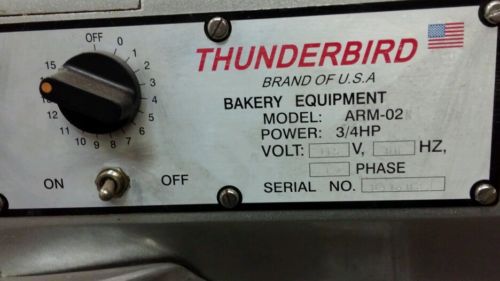 OFF
0
1
2
3
4
5
6
7
8
9
10
11
12
13
14
15
ON
OFF
THUNDERBIRD
BRAND OF U.S.A
BAKERY EQUIPMENT
MODEL: ARM-02
POWER: 3/4HP
VOLT: V, HZ,
PHASE
SERIAL NO.